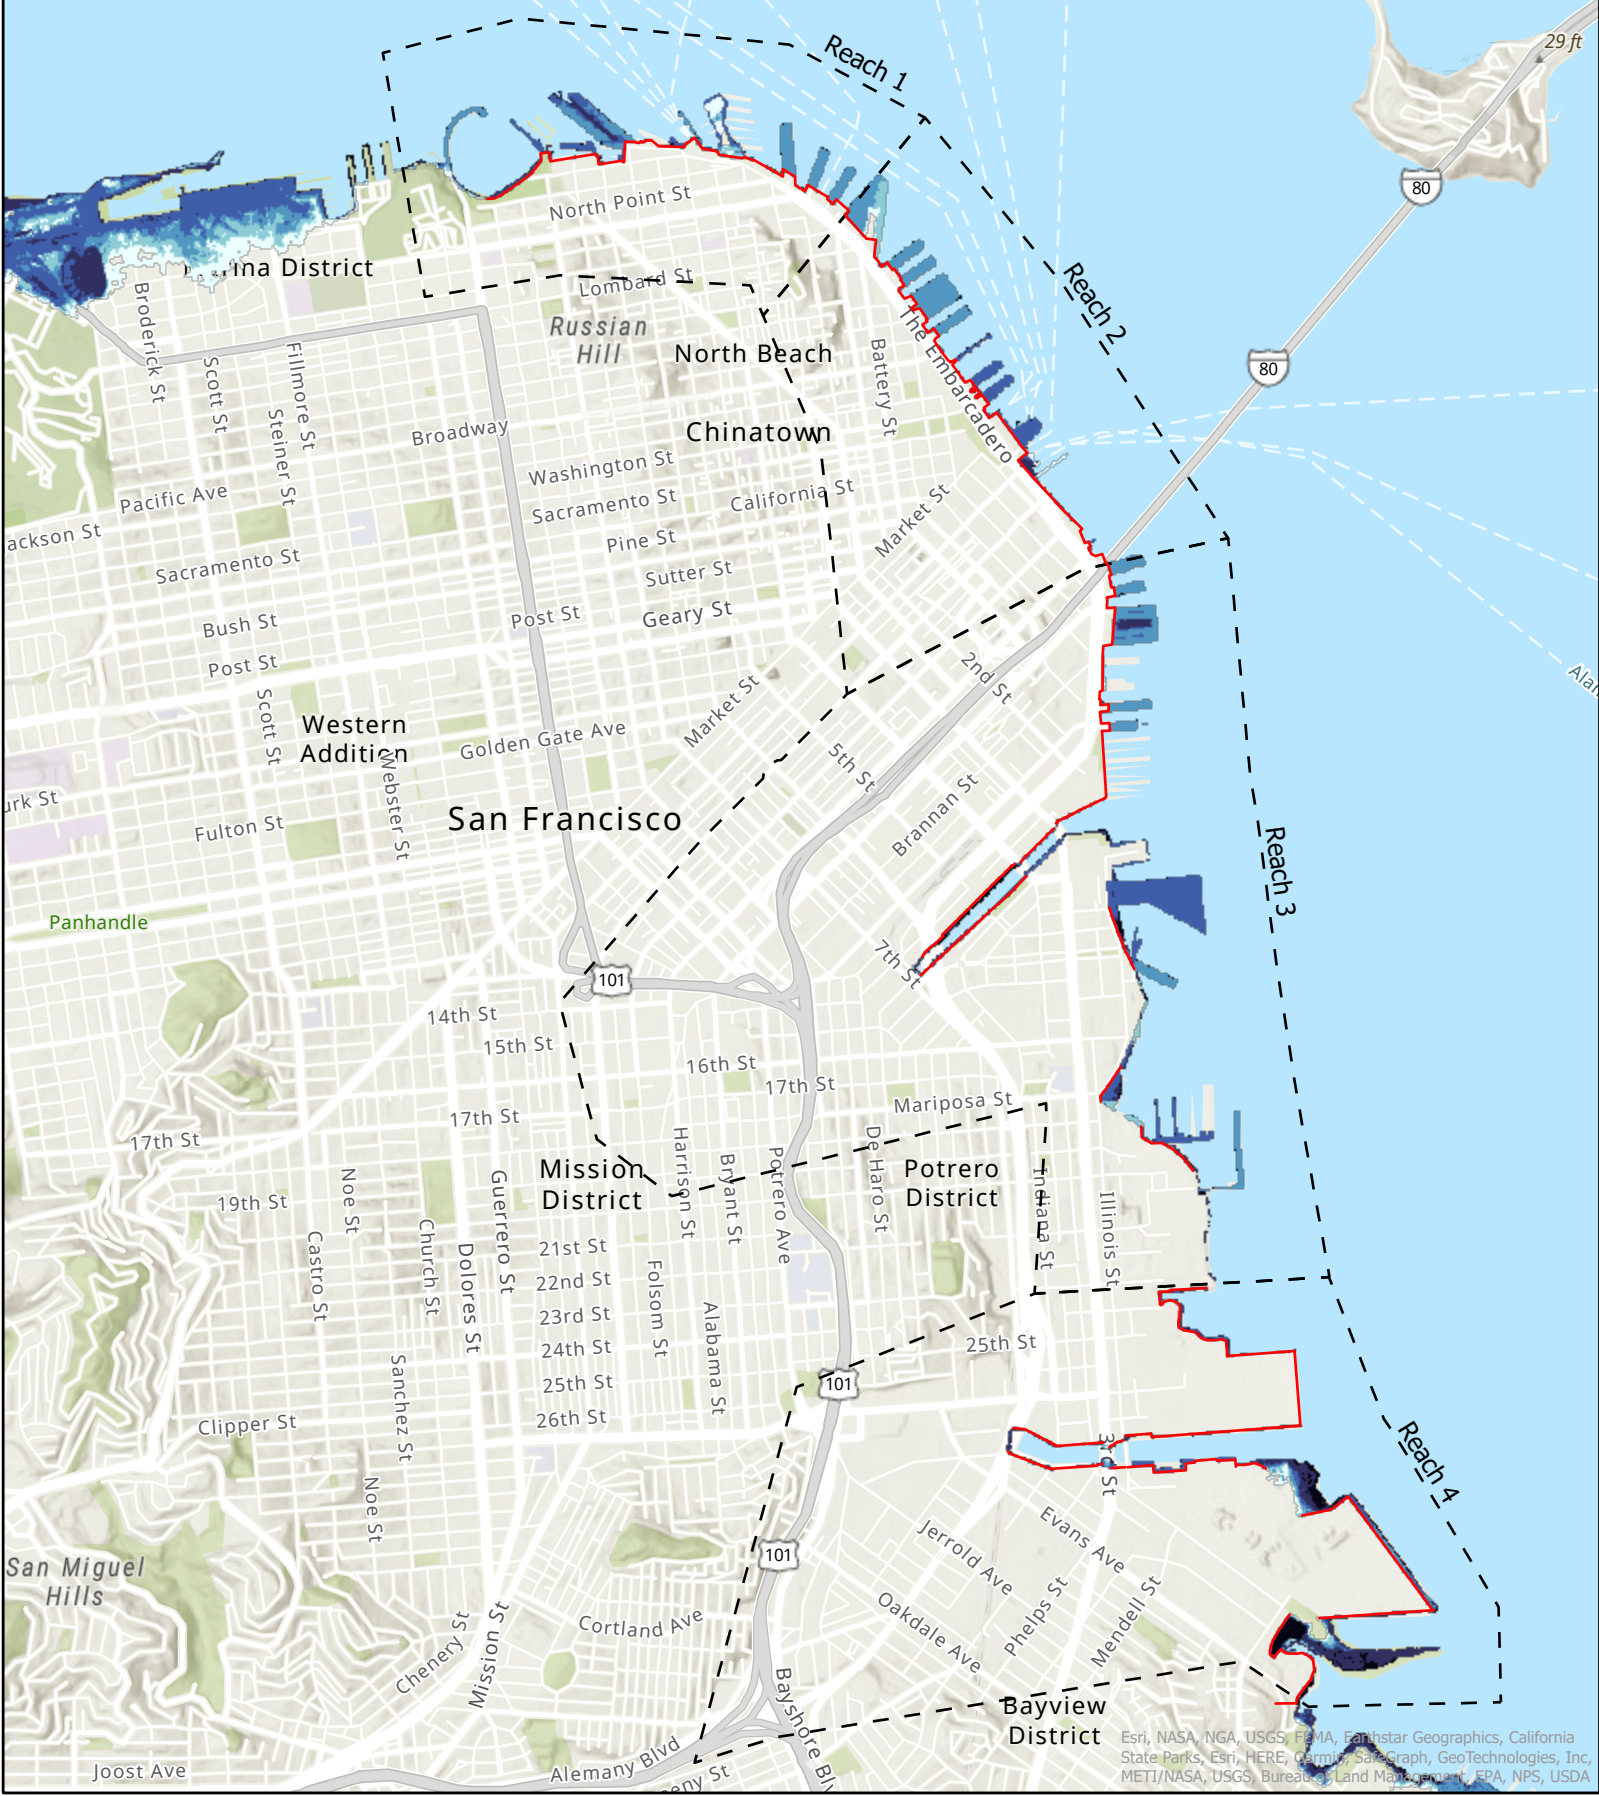 29 ft
Reach 1
80
North Point St
Marina District
Lombard St
Reach 2
Broderick St
Russian
Hill
The Embarcadero
North Beach
Battery St
Scott St
Fillmore St
80
Steiner St
Broadway
Chinatown
Washington St
Pacific Ave
Sacramento St
California St
Market St
ackson St
Pine St
Sacramento St
Sutter St
Bush St
Post St
Geary St
Post St
2nd St
Alam
Scott St
Western
Addition
Golden Gate Ave
Market St
5th St
Webster St
urk St
Brannan St
Fulton St
San Francisco
Reach 3
Panhandle
7th St
101
14th St
15th St
16th St
17th St
Mariposa St
17th St
17th St
Mission
District
Harrison St
Bryant St
Potrero Ave
De Haro St
Potrero
District
Indiana St
Illinois St
19th St
Noe St
Guerrero St
Castro St
Church St
Dolores St
21st St
22nd St
23rd St
24th St
25th St
26th St
Folsom St
Alabama St
25th St
101
Clipper St
Sanchez St
3rd St
Reach 4
Noe St
San Miguel
Hills
101
Jerrold Ave
Evans Ave
Oakdale Ave
Phelps St
Mendell St
Cortland Ave
Chenery St
Mission St
Bayshore Blv
Bayview
District
Joost Ave
Alemany Blvd
eny St
Esri, NASA, NGA, USGS, FEMA, Earthstar Geographics, California
State Parks, Esri, HERE, Garmin, SafeGraph, GeoTechnologies, Inc,
METI/NASA, USGS, Bureau of Land Management, EPA, NPS, USDA